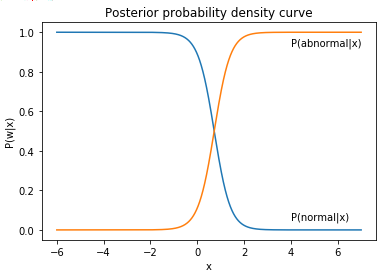 Posterior probability density curve
P(w|x)
1.0
0.8
0.6
0.4
0.2
0.0
P(abnormal|x)
P(normal|x)
−6 −4 −2 0 2 4 6
x